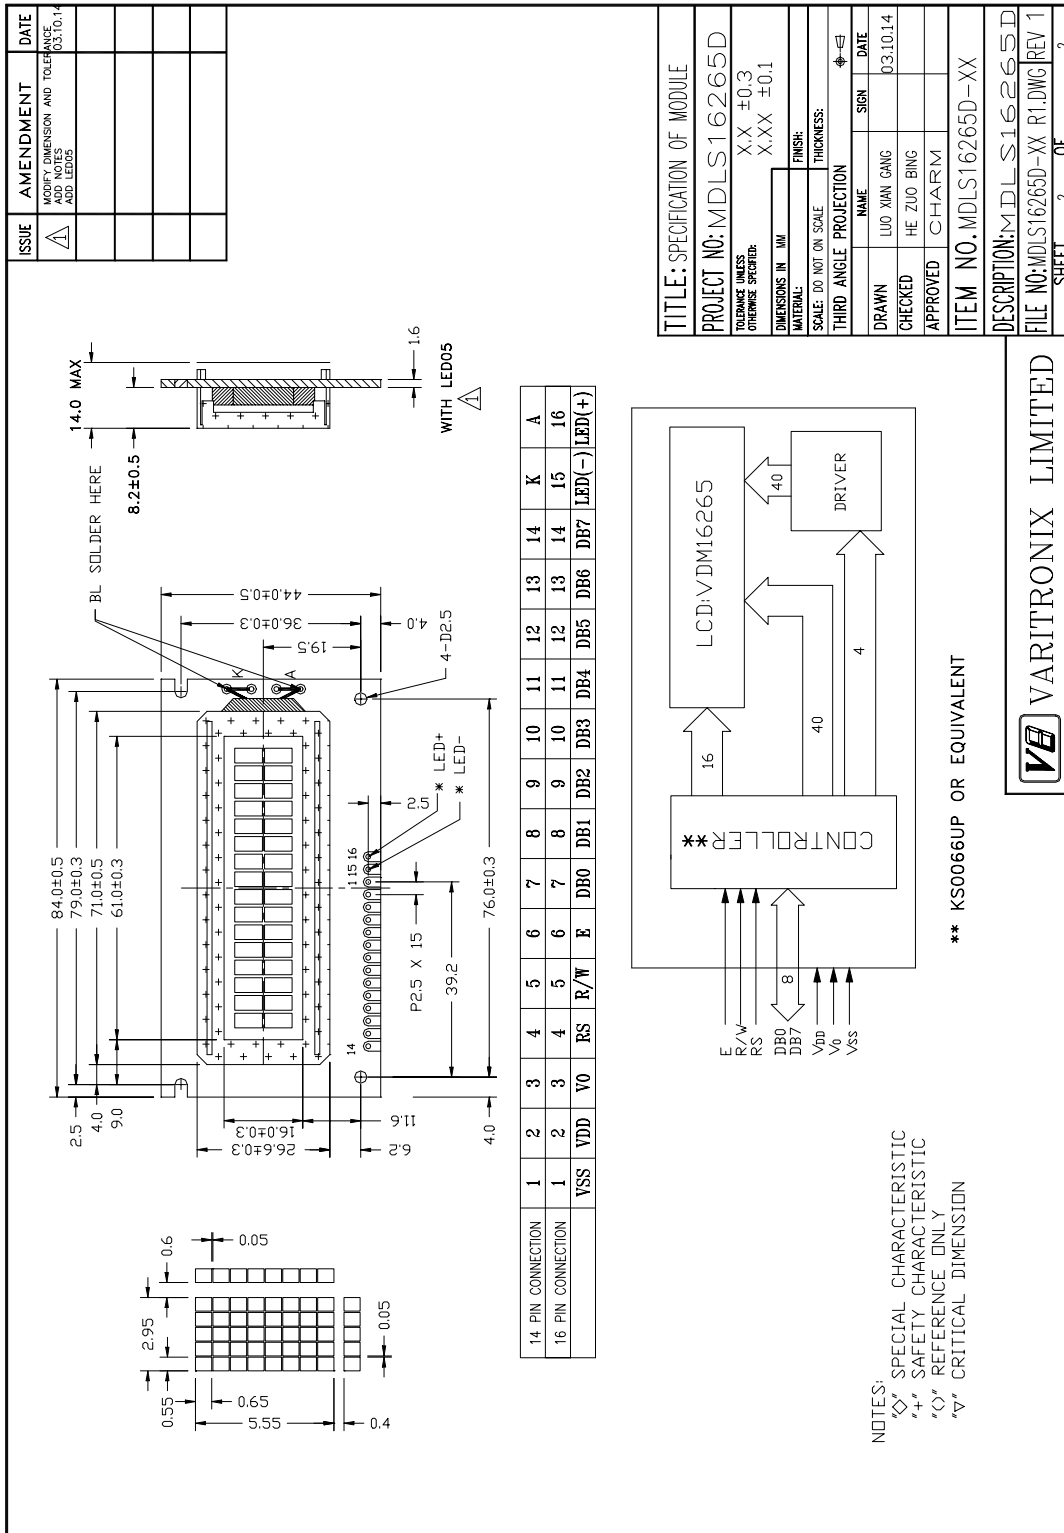 ISSUE AMENDMENT DATE
1 MODIFY DIMENSION AND TOLERANCE 03.10.14
ADD NOTES
ADD LED05
84.0±0.5
79.0±0.3
71.0±0.5
61.0±0.3
2.5
4.0
9.0
BL SOLDER HERE
K
A
44.0±0.5
36.0±0.3
19.5
4.0
4-D2.5
14.0 MAX
8.2±0.5
1.6
WITH LED05
1
26.6±0.3
16.0±0.3
11.6
6.2
14
1 15 16
* LED+
* LED-
2.5
P2.5 X 15
39.2
76.0±0.3
4.0
0.55
2.95
0.6
0.05
0.65
5.55
0.4
0.05
14 PIN CONNECTION 1 2 3 4 5 6 7 8 9 10 11 12 13 14 K A
16 PIN CONNECTION 1 2 3 4 5 6 7 8 9 10 11 12 13 14 15 16
VSS VDD V0 RS R/W E DB0 DB1 DB2 DB3 DB4 DB5 DB6 DB7 LED(-) LED(+)
E
R/W
RS
DB0
DB7
8
VDD
V0
VSS
CONTROLLER**
16
40
4
40
LCD:VDM16265
DRIVER
** KS0066UP OR EQUIVALENT
NOTES:
"◇" SPECIAL CHARACTERISTIC
"+" SAFETY CHARACTERISTIC
"()" REFERENCE ONLY
"▽" CRITICAL DIMENSION
TITLE: SPECIFICATION OF MODULE
PROJECT NO: MDLS16265D
TOLERANCE UNLESS
OTHERWISE SPECIFIED:
X.X ±0.3
X.XX ±0.1
DIMENSIONS IN MM
MATERIAL: FINISH:
SCALE: DO NOT ON SCALE THICKNESS:
THIRD ANGLE PROJECTION
NAME SIGN DATE
DRAWN LUO XIAN GANG 03.10.14
CHECKED HE ZUO BING
APPROVED CHARM
ITEM NO. MDLS16265D-XX
DESCRIPTION: MDLS16265D
FILE NO: MDLS16265D-XX R1.DWG REV 1
SHEET 2 OF 2
VARITRONIX LIMITED